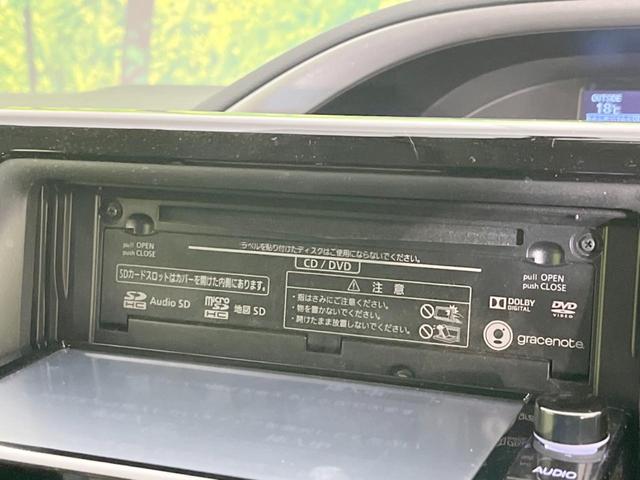 OUTSIDE
18℃
ラベルを貼り付けたディスクはご使用にならないでください。
CD / DVD
pull OPEN
push CLOSE
SDカードスロットはカバーを開けた内側にあります。
SD HC Audio SD
micro SD HC 地図 SD
⚠ 注 意
・指はさみにご注意ください。
・物を置かないでください。
・開けたまま放置しないでください。
pull OPEN
push CLOSE
DOLBY
DIGITAL
DVD
VIDEO
gracenote.
AUDIO